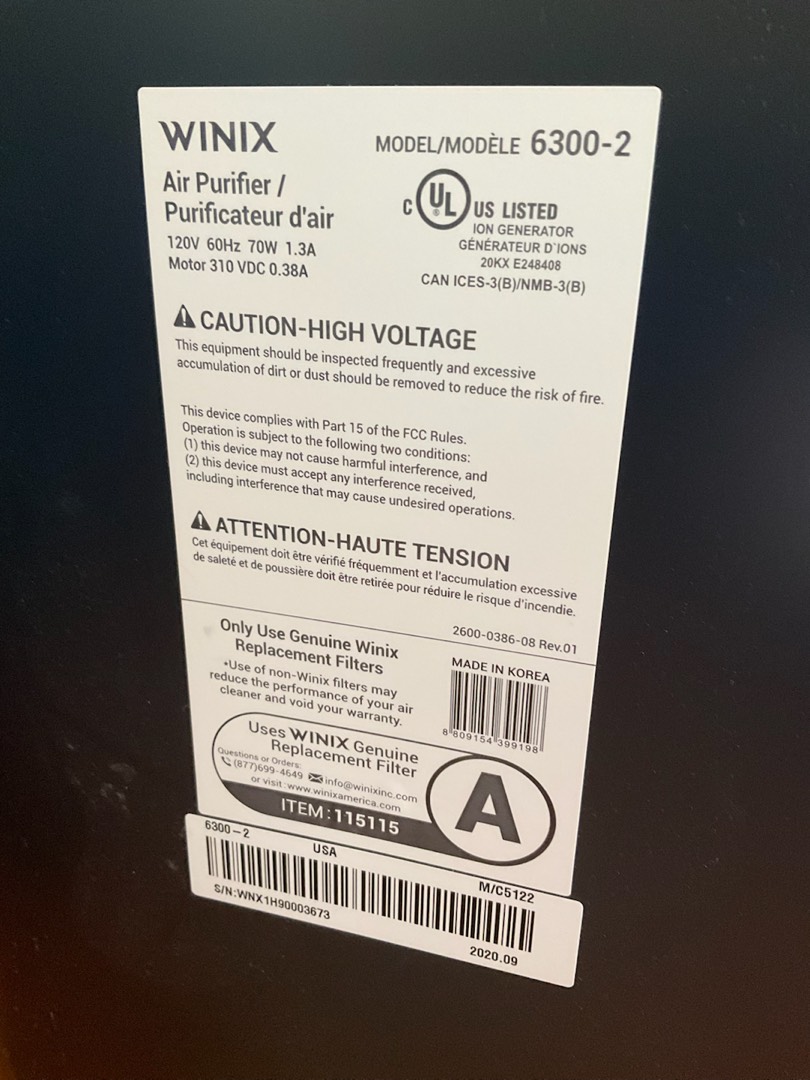 WINIX
MODEL/MODÈLE 6300-2
Air Purifier /
Purificateur d'air
120V 60Hz 70W 1.3A
Motor 310 VDC 0.38A
C UL ® US LISTED
ION GENERATOR
GÉNÉRATEUR D`IONS
20KX E248408
CAN ICES-3(B)/NMB-3(B)
CAUTION-HIGH VOLTAGE
This equipment should be inspected frequently and excessive
accumulation of dirt or dust should be removed to reduce the risk of fire.
This device complies with Part 15 of the FCC Rules.
Operation is subject to the following two conditions:
(1) this device may not cause harmful interference, and
(2) this device must accept any interference received,
including interference that may cause undesired operations.
ATTENTION-HAUTE TENSION
Cet équipement doit être vérifié fréquemment et l'accumulation excessive
de saleté et de poussière doit être retirée pour réduire le risque d'incendie.
2600-0386-08 Rev.01
Only Use Genuine Winix
Replacement Filters
*Use of non-Winix filters may
reduce the performance of your air
cleaner and void your warranty.
MADE IN KOREA
8 809154 399198
Uses WINIX Genuine
Replacement Filter
Questions or Orders:
(877)699-4649 info@winixinc.com
or visit : www.winixamerica.com
ITEM : 115115
A
6300-2
USA
M/C5122
S/N:WNX1H90003673
2020.09